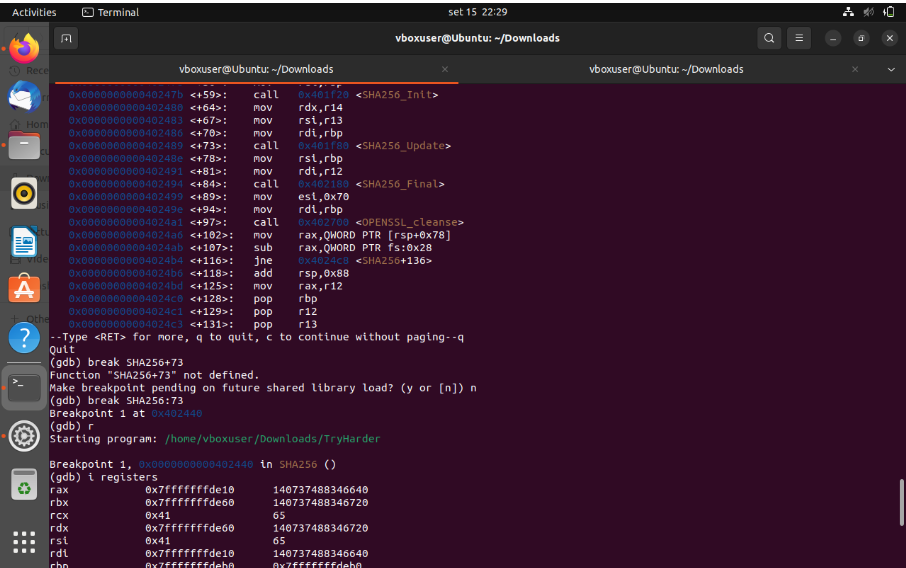 Activities
Terminal
set 15 22:29
vboxuser@Ubuntu: ~/Downloads
vboxuser@Ubuntu: ~/Downloads
vboxuser@Ubuntu: ~/Downloads
0x000000000040247b <+59>: call 0x401f20 <SHA256_Init>
0x0000000000402480 <+64>: mov rdx,r14
0x0000000000402483 <+67>: mov rsi,r13
0x0000000000402486 <+70>: mov rdi,rbp
0x0000000000402489 <+73>: call 0x401f80 <SHA256_Update>
0x000000000040248e <+78>: mov rsi,rbp
0x0000000000402491 <+81>: mov rdi,r12
0x0000000000402494 <+84>: call 0x402180 <SHA256_Final>
0x0000000000402499 <+89>: mov esi,0x70
0x000000000040249e <+94>: mov rdi,rbp
0x00000000004024a1 <+97>: call 0x402700 <OPENSSL_cleanse>
0x00000000004024a6 <+102>: mov rax,QWORD PTR [rsp+0x78]
0x00000000004024ab <+107>: sub rax,QWORD PTR fs:0x28
0x00000000004024b4 <+116>: jne 0x4024c8 <SHA256+136>
0x00000000004024b6 <+118>: add rsp,0x88
0x00000000004024bd <+125>: mov rax,r12
0x00000000004024c0 <+128>: pop rbp
0x00000000004024c1 <+129>: pop r12
0x00000000004024c3 <+131>: pop r13
--Type <RET> for more, q to quit, c to continue without paging--q
Quit
(gdb) break SHA256+73
Function "SHA256+73" not defined.
Make breakpoint pending on future shared library load? (y or [n]) n
(gdb) break SHA256:73
Breakpoint 1 at 0x402440
(gdb) r
Starting program: /home/vboxuser/Downloads/TryHarder
Breakpoint 1, 0x0000000000402440 in SHA256 ()
(gdb) i registers
rax 0x7fffffffde10 140737488346640
rbx 0x7fffffffde60 140737488346720
rcx 0x41 65
rdx 0x7fffffffde60 140737488346720
rsi 0x41 65
rdi 0x7fffffffde10 140737488346640
rbp 0x7fffffffdeb0 0x7fffffffdeb0